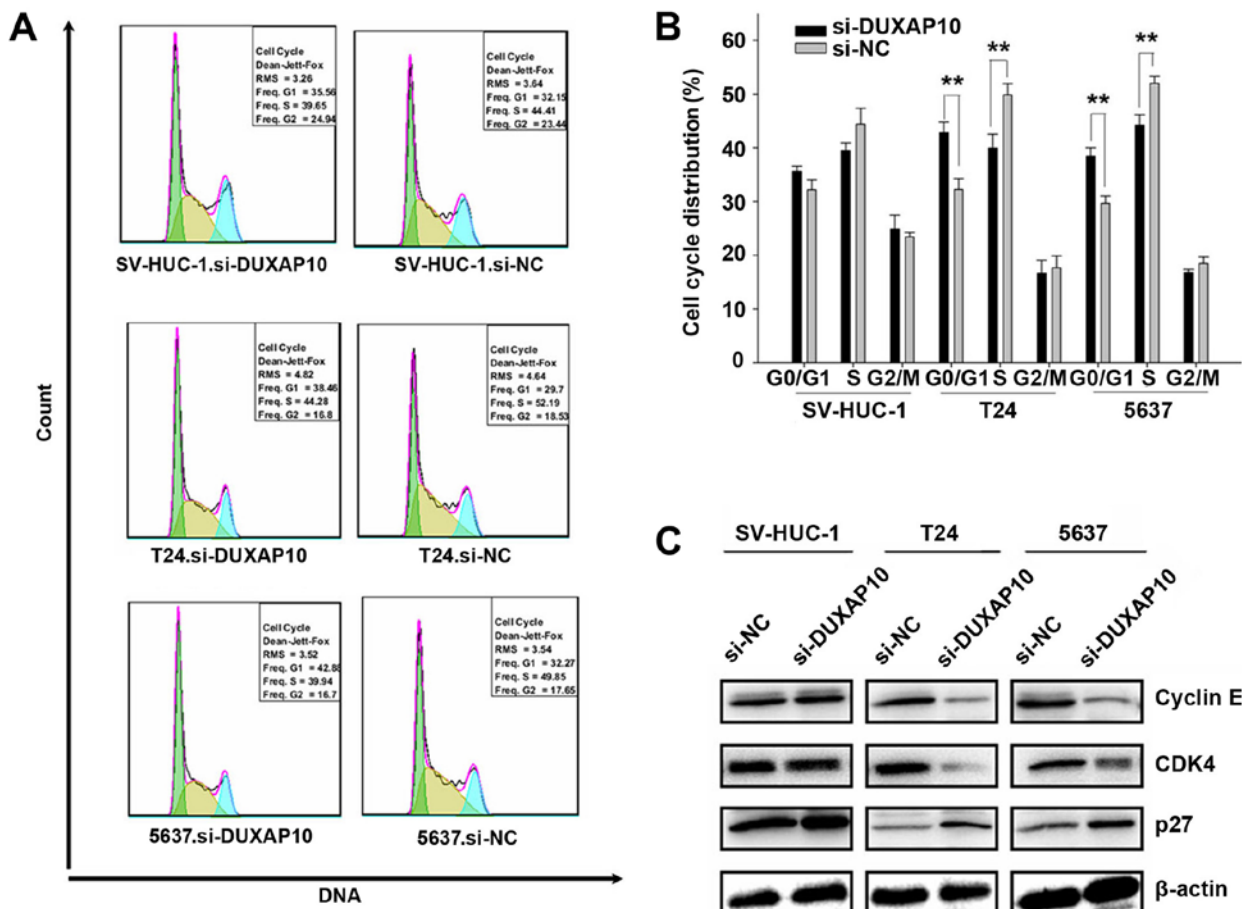 A
Count
Cell Cycle
Dean-Jett-Fox
RMS = 3.26
Freq. G1 = 35.56
Freq. S = 39.65
Freq. G2 = 24.94
SV-HUC-1.si-DUXAP10
Cell Cycle
Dean-Jett-Fox
RMS = 3.64
Freq. G1 = 32.15
Freq. S = 44.41
Freq. G2 = 23.44
SV-HUC-1.si-NC
Cell Cycle
Dean-Jett-Fox
RMS = 4.82
Freq. G1 = 38.46
Freq. S = 44.28
Freq. G2 = 16.8
T24.si-DUXAP10
Cell Cycle
Dean-Jett-Fox
RMS = 4.64
Freq. G1 = 29.7
Freq. S = 52.19
Freq. G2 = 18.53
T24.si-NC
Cell Cycle
Dean-Jett-Fox
RMS = 3.52
Freq. G1 = 42.88
Freq. S = 39.94
Freq. G2 = 16.7
5637.si-DUXAP10
Cell Cycle
Dean-Jett-Fox
RMS = 3.54
Freq. G1 = 32.27
Freq. S = 49.85
Freq. G2 = 17.65
5637.si-NC
DNA
B
si-DUXAP10
si-NC
Cell cycle distribution (%)
60
50
40
30
20
10
0
** ** ** **
G0/G1 S G2/M G0/G1 S G2/M G0/G1 S G2/M
SV-HUC-1 T24 5637
C
SV-HUC-1 T24 5637
si-NC si-DUXAP10 si-NC si-DUXAP10 si-NC si-DUXAP10
Cyclin E
CDK4
p27
β-actin